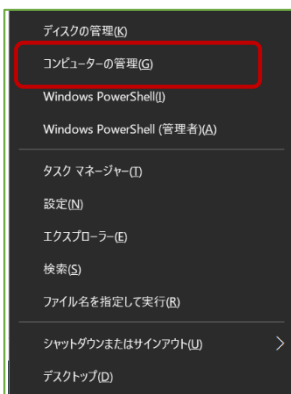 ディスクの管理(K)
コンピューターの管理(G)
Windows PowerShell(I)
Windows PowerShell (管理者)(A)
タスク マネージャー(T)
設定(N)
エクスプローラー(E)
検索(S)
ファイル名を指定して実行(R)
シャットダウンまたはサインアウト(U)
デスクトップ(D)